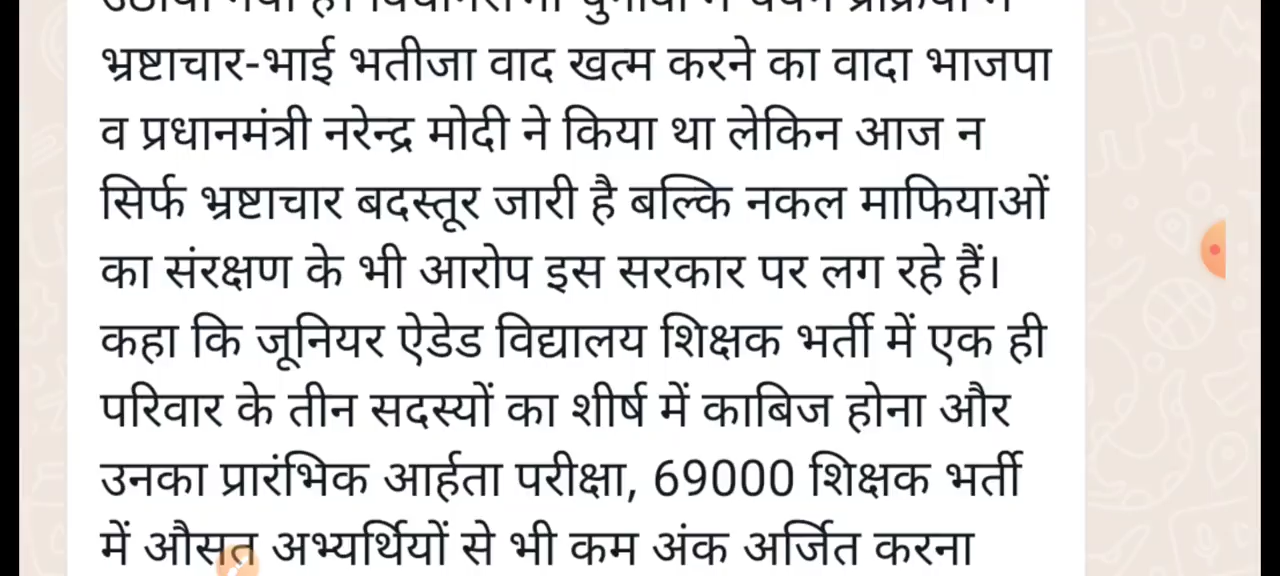 भ्रष्टाचार-भाई भतीजा वाद खत्म करने का वादा भाजपा
व प्रधानमंत्री नरेन्द्र मोदी ने किया था लेकिन आज न
सिर्फ भ्रष्टाचार बदस्तूर जारी है बल्कि नकल माफियाओं
का संरक्षण के भी आरोप इस सरकार पर लग रहे हैं।
कहा कि जूनियर ऐडेड विद्यालय शिक्षक भर्ती में एक ही
परिवार के तीन सदस्यों का शीर्ष में काबिज होना और
उनका प्रारंभिक आर्हता परीक्षा, 69000 शिक्षक भर्ती
में औसत अभ्यर्थियों से भी कम अंक अर्जित करना